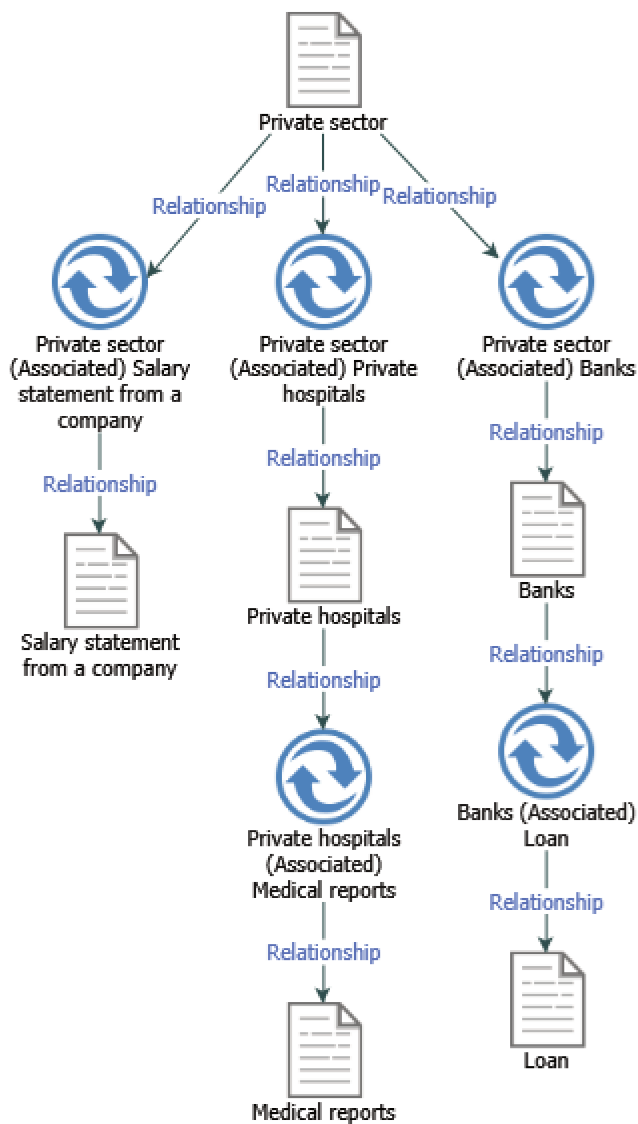 Private sector
Relationship
Relationship
Relationship
Private sector
(Associated) Salary
statement from a
company
Private sector
(Associated) Private
hospitals
Private sector
(Associated) Banks
Relationship
Relationship
Relationship
Salary statement
from a company
Private hospitals
Banks
Relationship
Relationship
Private hospitals
(Associated)
Medical reports
Banks (Associated)
Loan
Relationship
Relationship
Medical reports
Loan